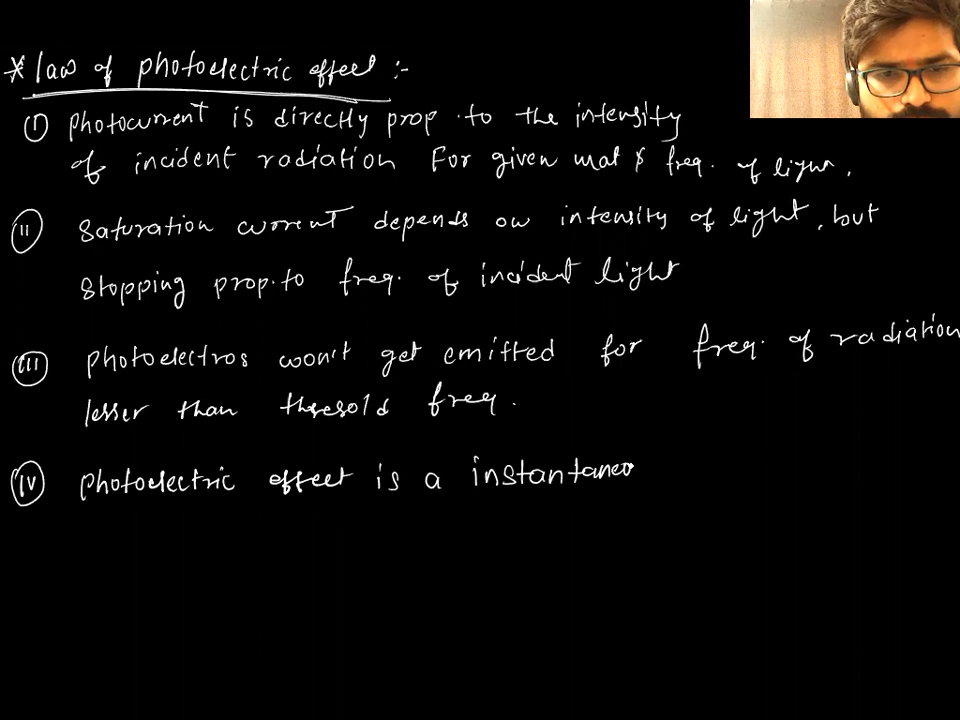 * law of photoelectric effect :-
(I) photocurrent is directly prop. to the intensity
of incident radiation For given mat & freq. of light.
(II) Saturation current depends on intensity of light, but
stopping prop. to freq. of incident light
(III) photoelectros won't get emitted for freq. of radiation
lesser than thresold freq.
(IV) photoelectric effect is a instantaneo